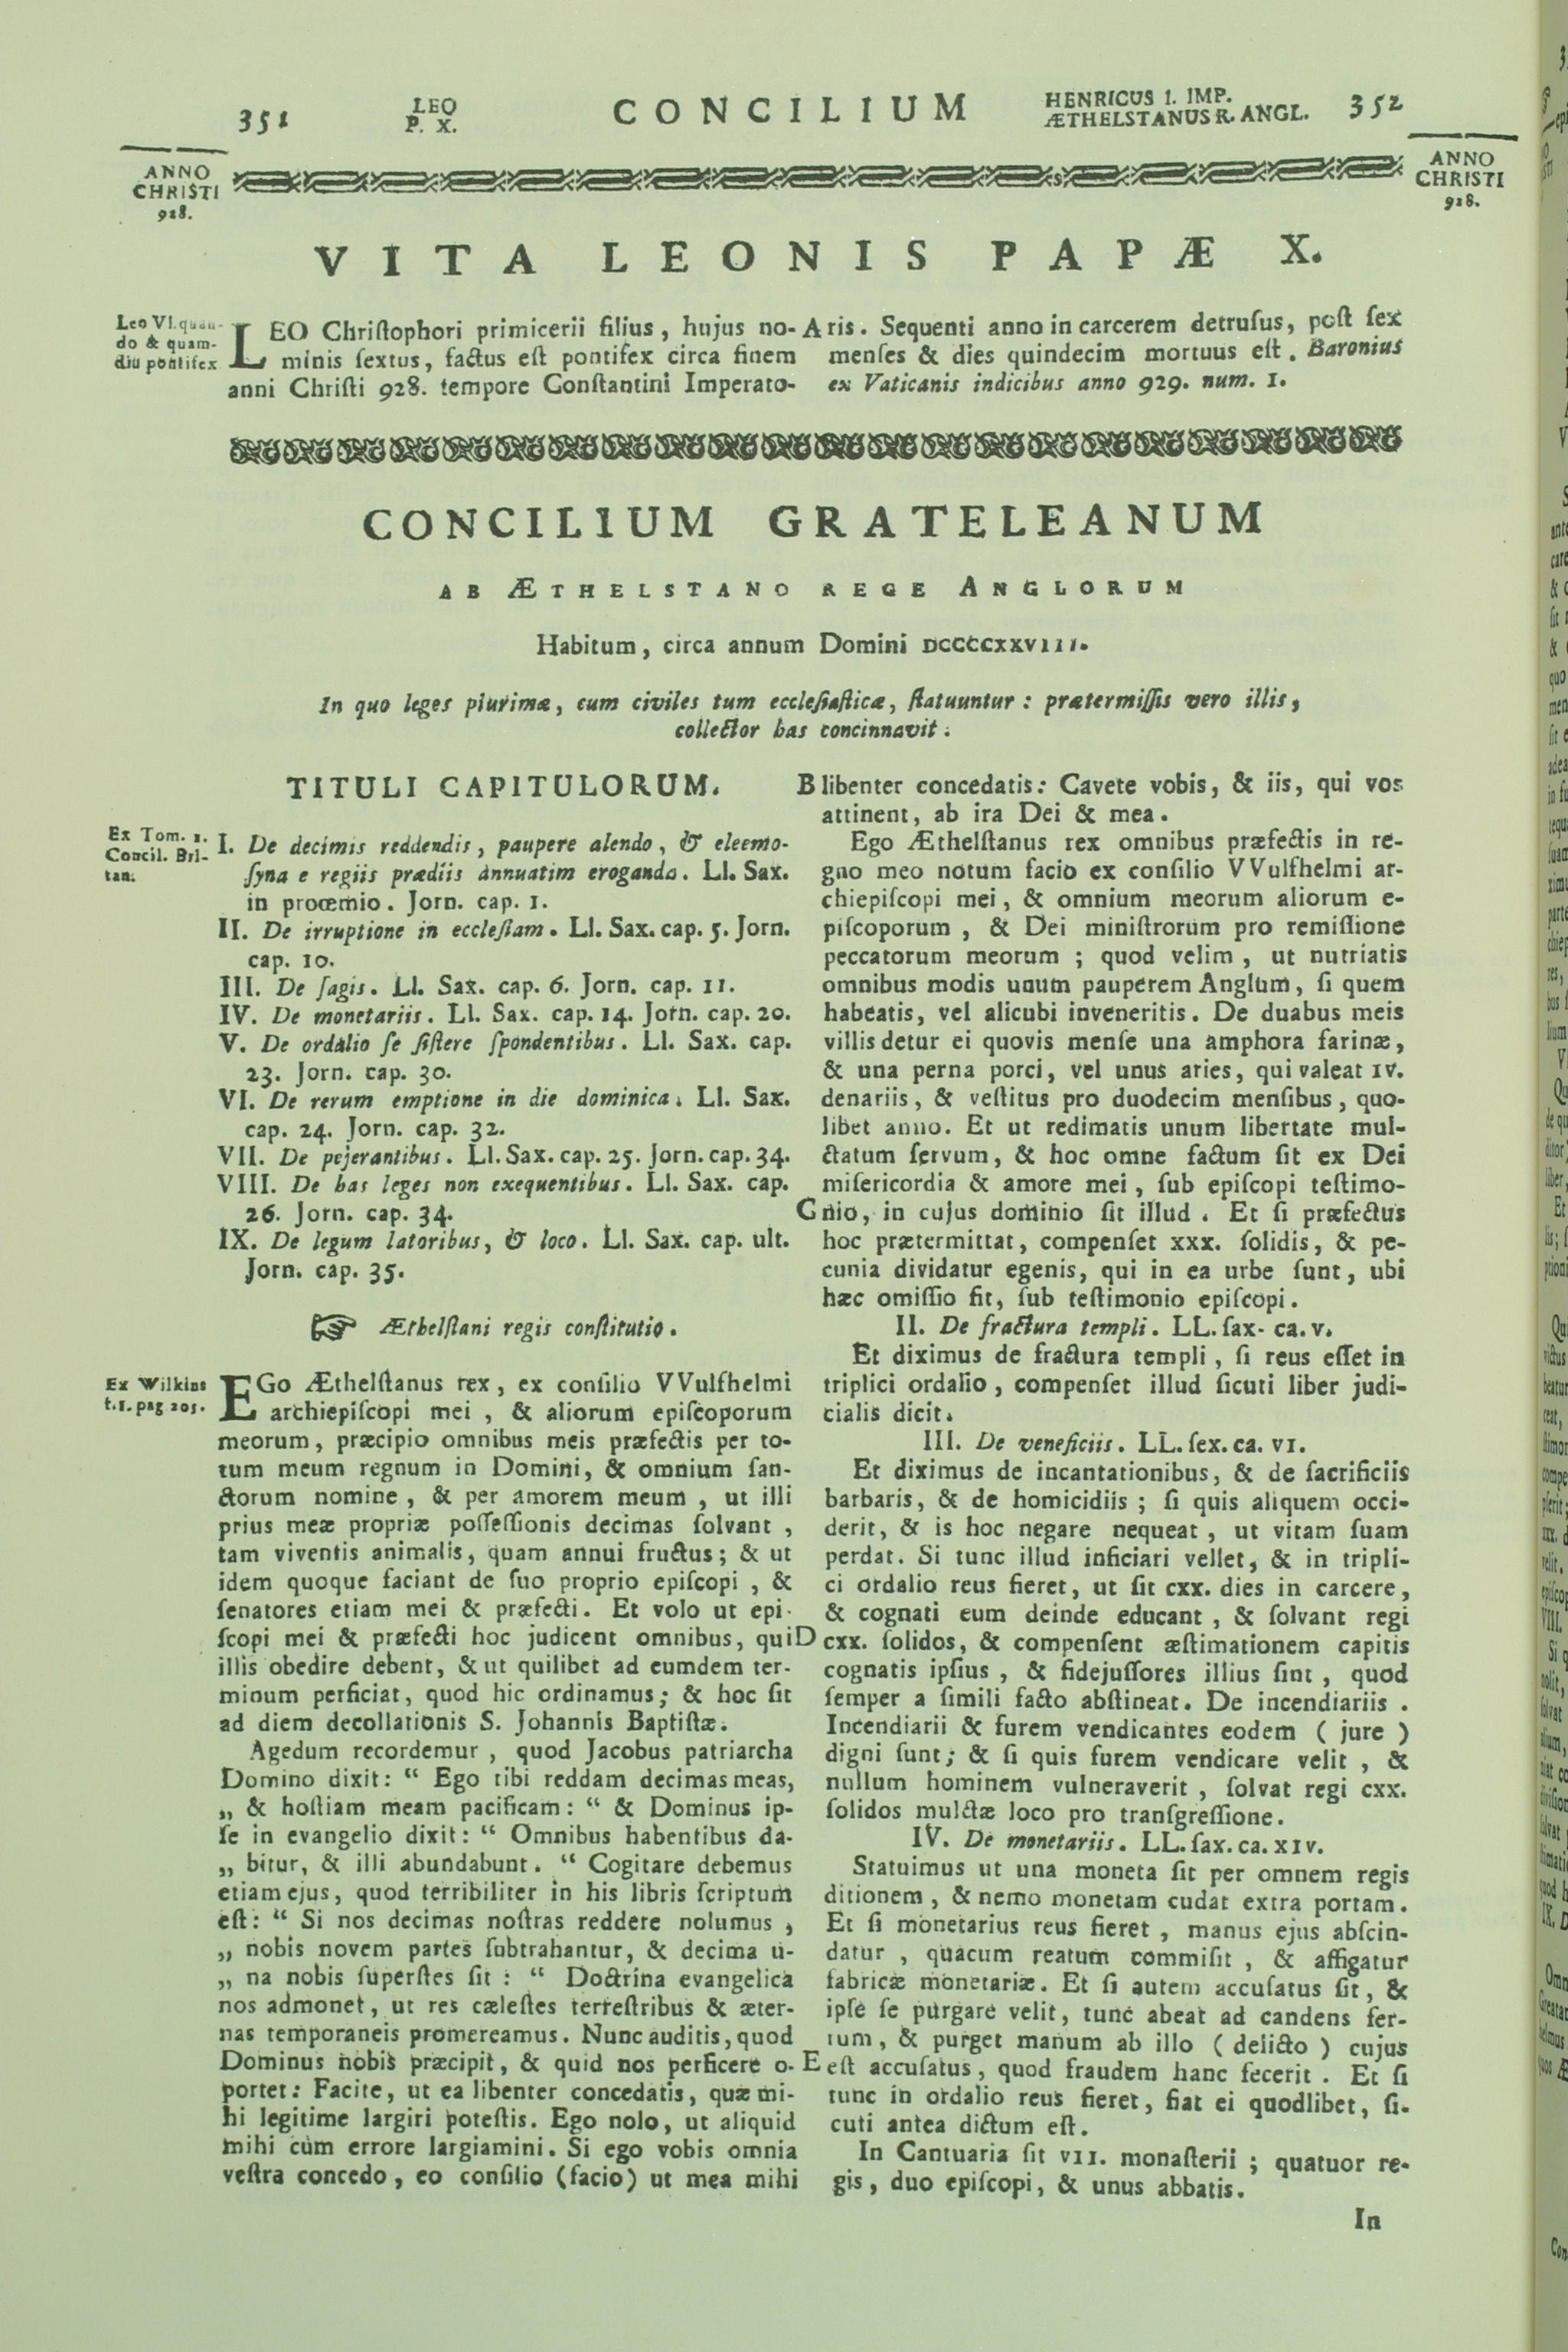 351
LEO
P. X.
CONCILIUM
HENRICUS I. IMP.
ÆTHELSTANUS R. ANGL.
352
ANNO
CHRISTI
928.
ANNO
CHRISTI
928.
VITA LEONIS PAPÆ X.
Leo VI. quan-
do & quam-
diu pontifex
LEO Chriſtophori primicerii filius, hujus no-
minis ſextus, factus eſt pontifex circa finem
anni Chriſti 928. tempore Conſtantini Imperato-
A ris. Sequenti anno in carcerem detruſus, poſt ſex
menſes & dies quindecim mortuus eſt. Baronius
ex Vaticanis indicibus anno 929. num. 1.
CONCILIUM GRATELEANUM
AB ÆTHELSTANO REGE ANGLORUM
Habitum, circa annum Domini DCCCCXXVIII.
In quo leges plurimæ, cum civiles tum eccleſiaſticæ, ſtatuuntur: prætermiſſis vero illis,
collector has concinnavit.
TITULI CAPITULORUM.
Ex Tom. 1.
Concil. Bri-
tan.
I. De decimis reddendis, paupere alendo, & eleemo-
ſyna e regiis prædiis annuatim eroganda. Ll. Sax.
in proœmio. Jorn. cap. 1.
II. De irruptione in eccleſiam. Ll. Sax. cap. 5. Jorn.
cap. 10.
III. De ſagis. Ll. Sax. cap. 6. Jorn. cap. 11.
IV. De monetariis. Ll. Sax. cap. 14. Jorn. cap. 20.
V. De ordalio ſe ſiſtere ſpondentibus. Ll. Sax. cap.
23. Jorn. cap. 30.
VI. De rerum emptione in die dominica. Ll. Sax.
cap. 24. Jorn. cap. 32.
VII. De pejerantibus. Ll. Sax. cap. 25. Jorn. cap. 34.
VIII. De has leges non exequentibus. Ll. Sax. cap.
26. Jorn. cap. 34.
IX. De legum latoribus, & loco. Ll. Sax. cap. ult.
Jorn. cap. 35.
☞ Æthelſtani regis conſtitutio.
Ex Wilkins
t. 1. pag 205.
EGo Æthelſtanus rex, ex conſilio VVulfhelmi
archiepiſcopi mei, & aliorum epiſcoporum
meorum, præcipio omnibus meis præfectis per to-
tum meum regnum in Domini, & omnium ſan-
ctorum nomine, & per amorem meum, ut illi
prius meæ propriæ poſſeſſionis decimas ſolvant,
tam viventis animalis, quam annui fructus; & ut
idem quoque faciant de ſuo proprio epiſcopi, &
ſenatores etiam mei & præfecti. Et volo ut epi-
ſcopi mei & præfecti hoc judicent omnibus, qui
illis obedire debent, & ut quilibet ad eumdem ter-
minum perficiat, quod hic ordinamus; & hoc ſit
ad diem decollationis S. Johannis Baptiſtæ.
Agedum recordemur, quod Jacobus patriarcha
Domino dixit: “ Ego tibi reddam decimas meas,
„ & hoſtiam meam pacificam: “ & Dominus ip-
ſe in evangelio dixit: “ Omnibus habentibus da-
„ bitur, & illi abundabunt. “ Cogitare debemus
etiam ejus, quod terribiliter in his libris ſcriptum
eſt: “ Si nos decimas noſtras reddere nolumus,
„ nobis novem partes ſubtrahantur, & decima u-
„ na nobis ſuperſtes ſit: “ Doctrina evangelica
nos admonet, ut res cæleſtes terreſtribus & æter-
nas temporaneis promereamus. Nunc auditis, quod
Dominus nobis præcipit, & quid nos perficere o-
portet: Facite, ut ea libenter concedatis, quæ mi-
hi legitime largiri poteſtis. Ego nolo, ut aliquid
mihi cum errore largiamini. Si ego vobis omnia
veſtra concedo, eo conſilio (facio) ut mea mihi
B libenter concedatis: Cavete vobis, & iis, qui vos
attinent, ab ira Dei & mea.
Ego Æthelſtanus rex omnibus præfectis in re-
gno meo notum facio ex conſilio VVulfhelmi ar-
chiepiſcopi mei, & omnium meorum aliorum e-
piſcoporum, & Dei miniſtrorum pro remiſſione
peccatorum meorum; quod velim, ut nutriatis
omnibus modis unum pauperem Anglum, ſi quem
habeatis, vel alicubi inveneritis. De duabus meis
villis detur ei quovis menſe una amphora farinæ,
& una perna porci, vel unus aries, qui valeat IV.
denariis, & veſtitus pro duodecim menſibus, quo-
libet anno. Et ut redimatis unum libertate mul-
ctatum ſervum, & hoc omne factum ſit ex Dei
miſericordia & amore mei, ſub epiſcopi teſtimo-
C nio, in cujus dominio ſit illud. Et ſi præfectus
hoc prætermittat, compenſet xxx. ſolidis, & pe-
cunia dividatur egenis, qui in ea urbe ſunt, ubi
hæc omiſſio fit, ſub teſtimonio epiſcopi.
II. De fractura templi. LL. ſax. ca. v.
Et diximus de fractura templi, ſi reus eſſet in
triplici ordalio, compenſet illud ſicuti liber judi-
cialis dicit.
III. De veneficiis. LL. ſex. ca. VI.
Et diximus de incantationibus, & de ſacrificiis
barbaris, & de homicidiis; ſi quis aliquem occi-
derit, & is hoc negare nequeat, ut vitam ſuam
perdat. Si tunc illud inficiari vellet, & in tripli-
ci ordalio reus fieret, ut ſit cxx. dies in carcere,
& cognati eum deinde educant, & ſolvant regi
D cxx. ſolidos, & compenſent æſtimationem capitis
cognatis ipſius, & fidejuſſores illius ſint, quod
ſemper a ſimili facto abſtineat. De incendiariis.
Incendiarii & furem vendicantes eodem ( jure )
digni ſunt; & ſi quis furem vendicare velit, &
nullum hominem vulneraverit, ſolvat regi cxx.
ſolidos mulctæ loco pro tranſgreſſione.
IV. De monetariis. LL. ſax. ca. XIV.
Statuimus ut una moneta ſit per omnem regis
ditionem, & nemo monetam cudat extra portam.
Et ſi monetarius reus fieret, manus ejus abſcin-
datur, quacum reatum commiſit, & affigatur
fabricæ monetariæ. Et ſi autem accuſatus ſit, &
ipſe ſe purgare velit, tunc abeat ad candens fer-
rum, & purget manum ab illo ( delicto ) cujus
E eſt accuſatus, quod fraudem hanc fecerit. Et ſi
tunc in ordalio reus fieret, fiat ei quodlibet, ſi-
cuti antea dictum eſt.
In Cantuaria ſit VII. monaſterii; quatuor re-
gis, duo epiſcopi, & unus abbatis.
In